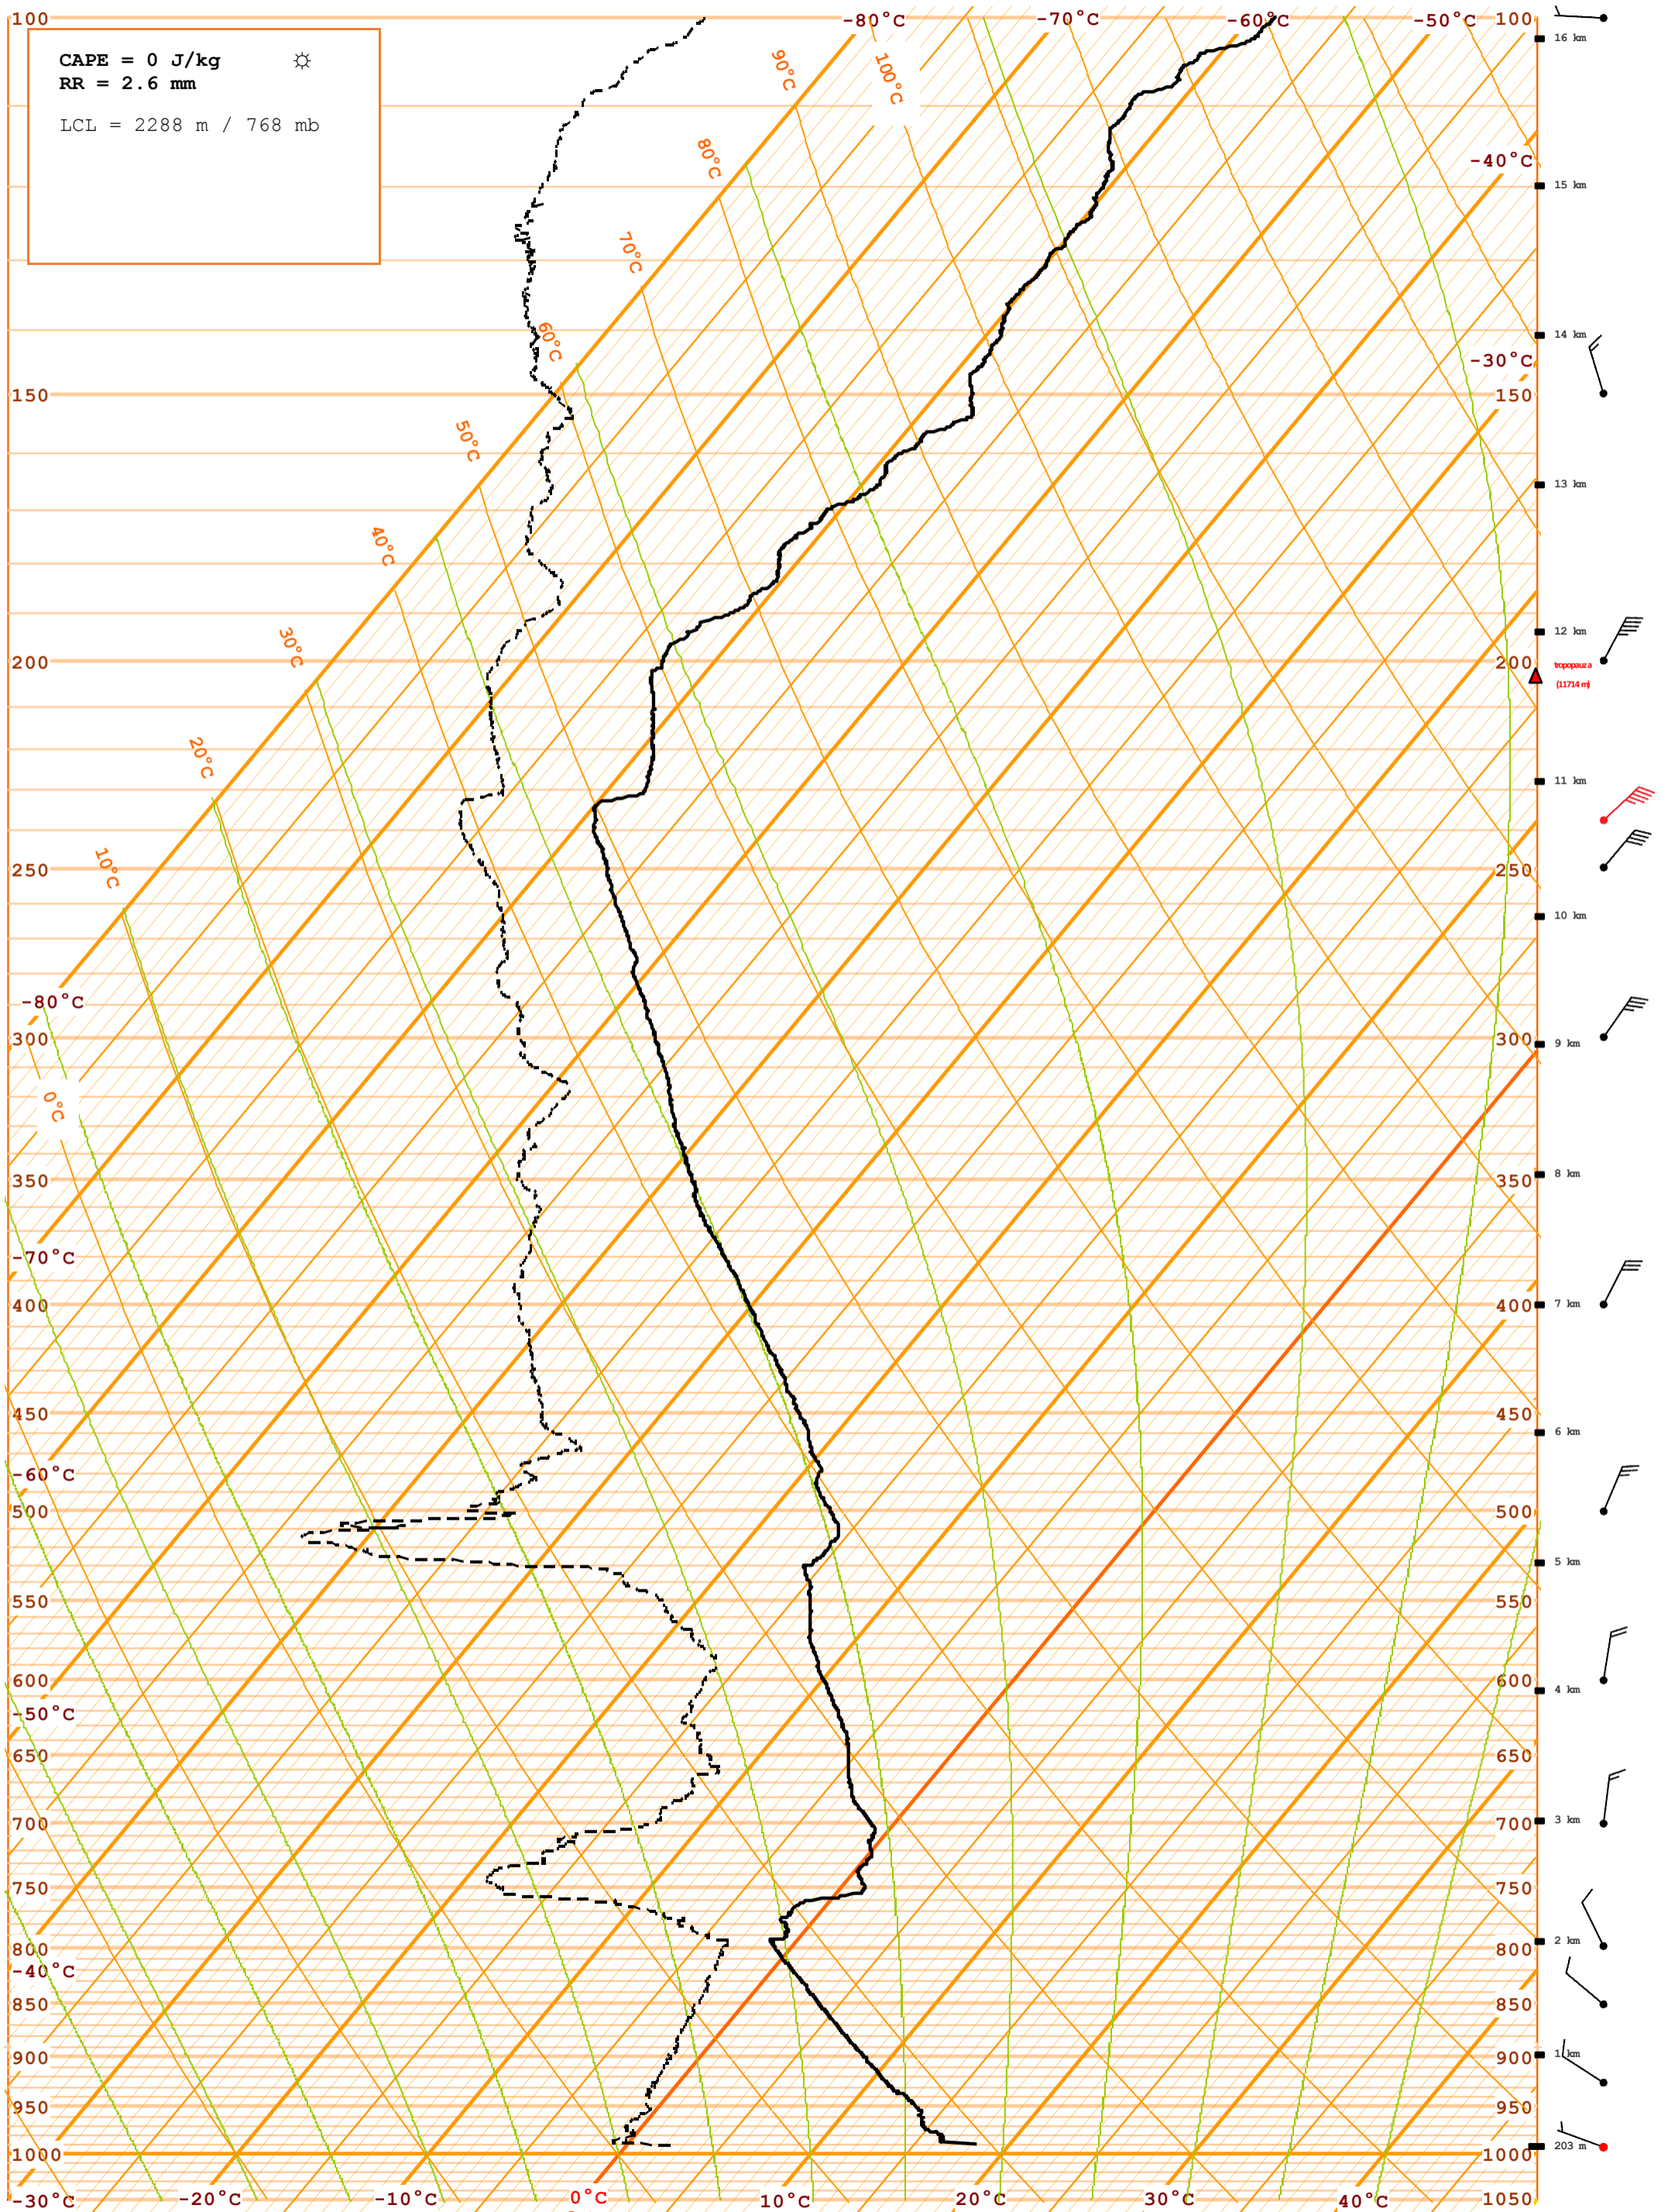 100 -80°C -70°C -60°C -50°C 100
16 km
CAPE = 0 J/kg ☼
RR = 2.6 mm
LCL = 2288 m / 768 mb
90°C 100°C
80°C -40°C
15 km
70°C
60°C 14 km
-30°C
150 150
50°C
13 km
40°C
30°C 12 km
200 200 tropopauza
(11714 m)
20°C
11 km
10°C
250 250
10 km
-80°C
300 300
9 km
0°C
350 350 8 km
-70°C
400 400 7 km
450 450
6 km
-60°C
500 500
5 km
550 550
600 600
4 km
-50°C
650 650
700 700 3 km
750 750
2 km
800 800
-40°C
850 850
900 900 1 km
950 950
1000 1000 203 m
-30°C -20°C -10°C 0°C 10°C 20°C 30°C 40°C 1050